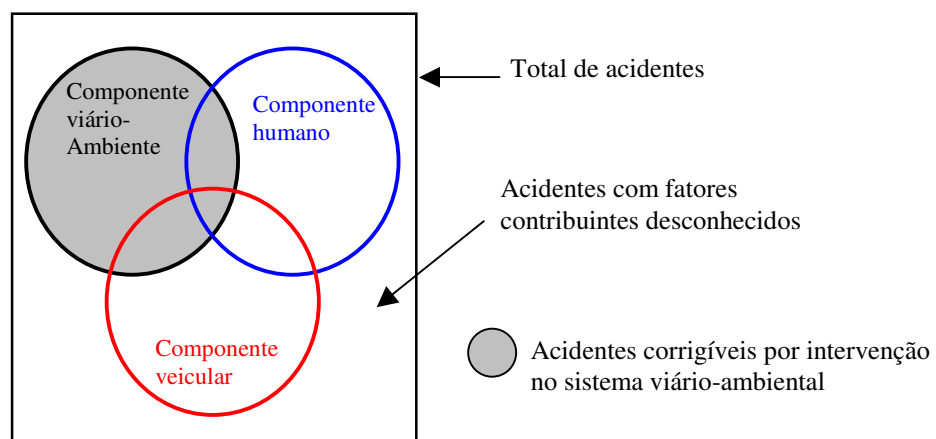 Total de acidentes
Componente
viário-
Ambiente
Componente
humano
Acidentes com fatores
contribuintes desconhecidos
Componente
veicular
Acidentes corrigíveis por intervenção
no sistema viário-ambiental